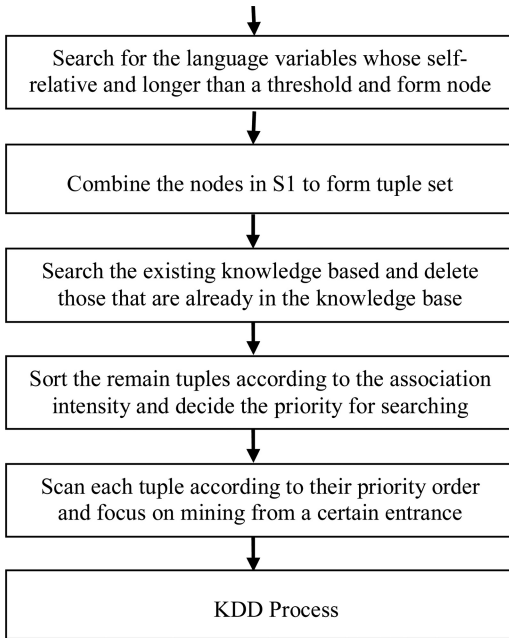 Search for the language variables whose self-
relative and longer than a threshold and form node
Combine the nodes in S1 to form tuple set
Search the existing knowledge based and delete
those that are already in the knowledge base
Sort the remain tuples according to the association
intensity and decide the priority for searching
Scan each tuple according to their priority order
and focus on mining from a certain entrance
KDD Process